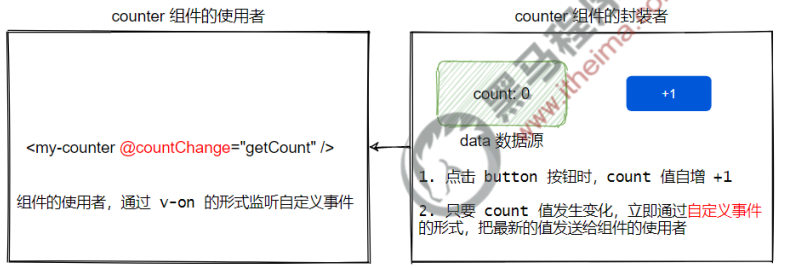 counter 组件的使用者
<my-counter @countChange="getCount" />
组件的使用者，通过 v-on 的形式监听自定义事件
counter 组件的封装者
count: 0
+1
data 数据源
1. 点击 button 按钮时，count 值自增 +1
2. 只要 count 值发生变化，立即通过自定义事件
的形式，把最新的值发送给组件的使用者
黑马程序
www.itheima.com